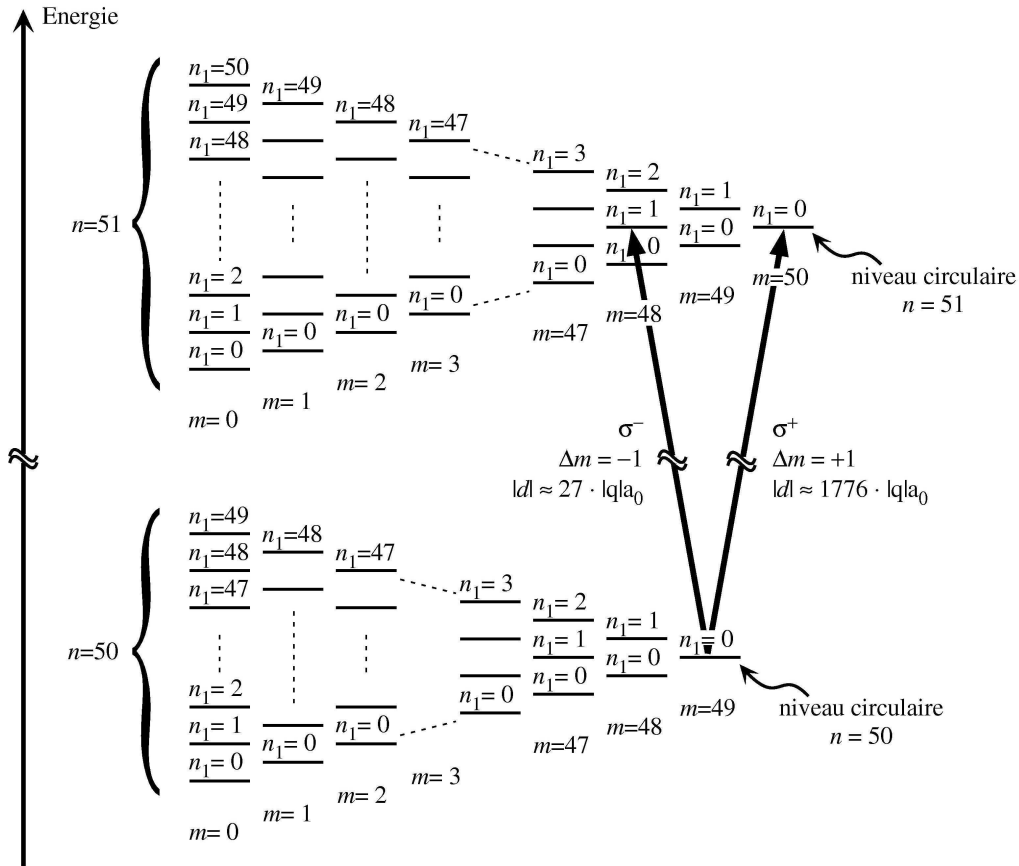 Energie
n₁=50
n₁=49
n₁=48
n₁=49
n₁=48
n₁=47
n₁= 3
n₁= 2
n₁= 1
n₁= 0
n₁= 1
n₁= 0
n₁= 0
n₁= 0
n=51
n₁= 2
n₁= 1
n₁= 0
n₁= 0
n₁= 0
n₁= 0
m= 0
m= 1
m= 2
m= 3
m=47
m=48
m=49
m=50
niveau circulaire
n = 51
σ⁻
Δm = −1
|d| ≈ 27 · |q|a₀
σ⁺
Δm = +1
|d| ≈ 1776 · |q|a₀
n₁=49
n₁=48
n₁=47
n₁=48
n₁=47
n₁= 3
n₁= 2
n₁= 1
n₁= 0
n₁= 1
n₁= 0
n₁= 0
n₁= 0
n=50
n₁= 2
n₁= 1
n₁= 0
n₁= 0
n₁= 0
m= 0
m= 1
m= 2
m= 3
m=47
m=48
m=49
niveau circulaire
n = 50